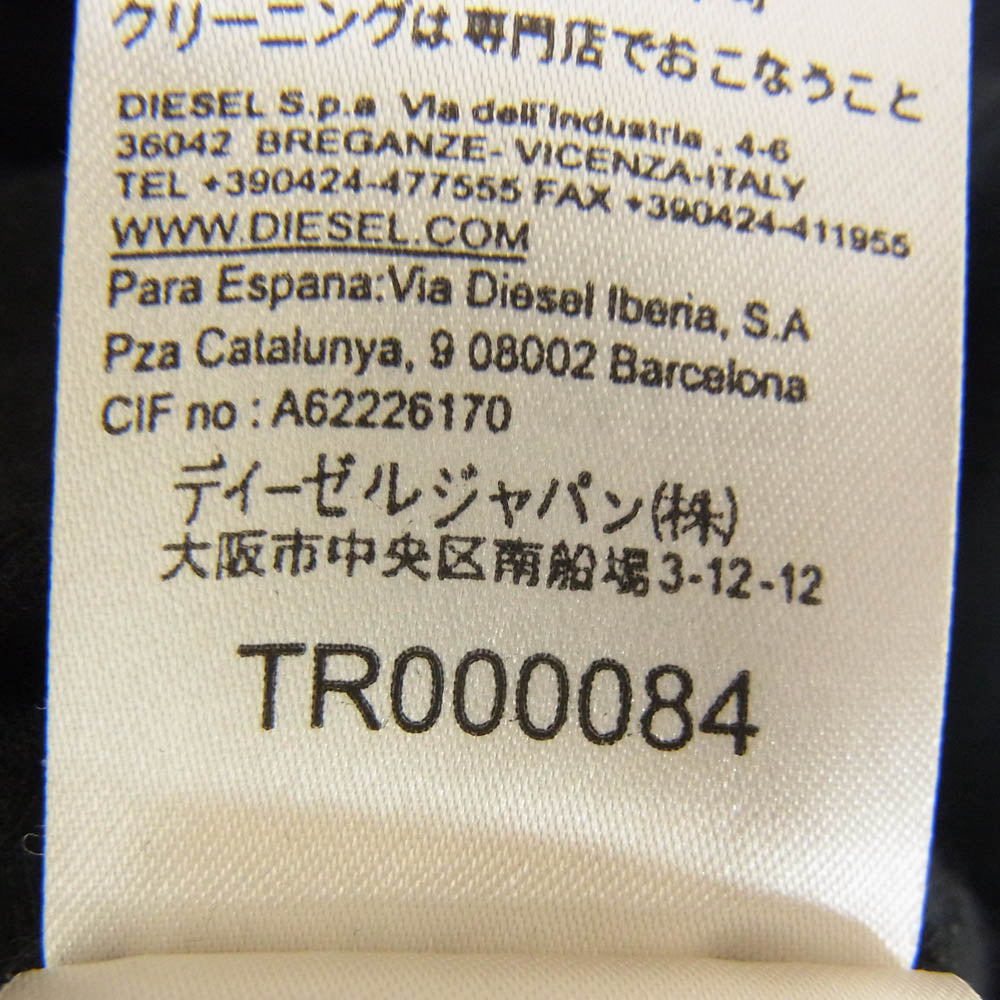 クリーニングは専門店でおこなうこと
DIESEL S.p.a Via dell'Industria . 4-6
36042 BREGANZE- VICENZA-ITALY
TEL +390424-477555 FAX +390424-411955
WWW.DIESEL.COM
Para Espana:Via Diesel Iberia, S.A
Pza Catalunya, 9 08002 Barcelona
CIF no : A62226170
ディーゼルジャパン(株)
大阪市中央区南船場3-12-12
TR000084